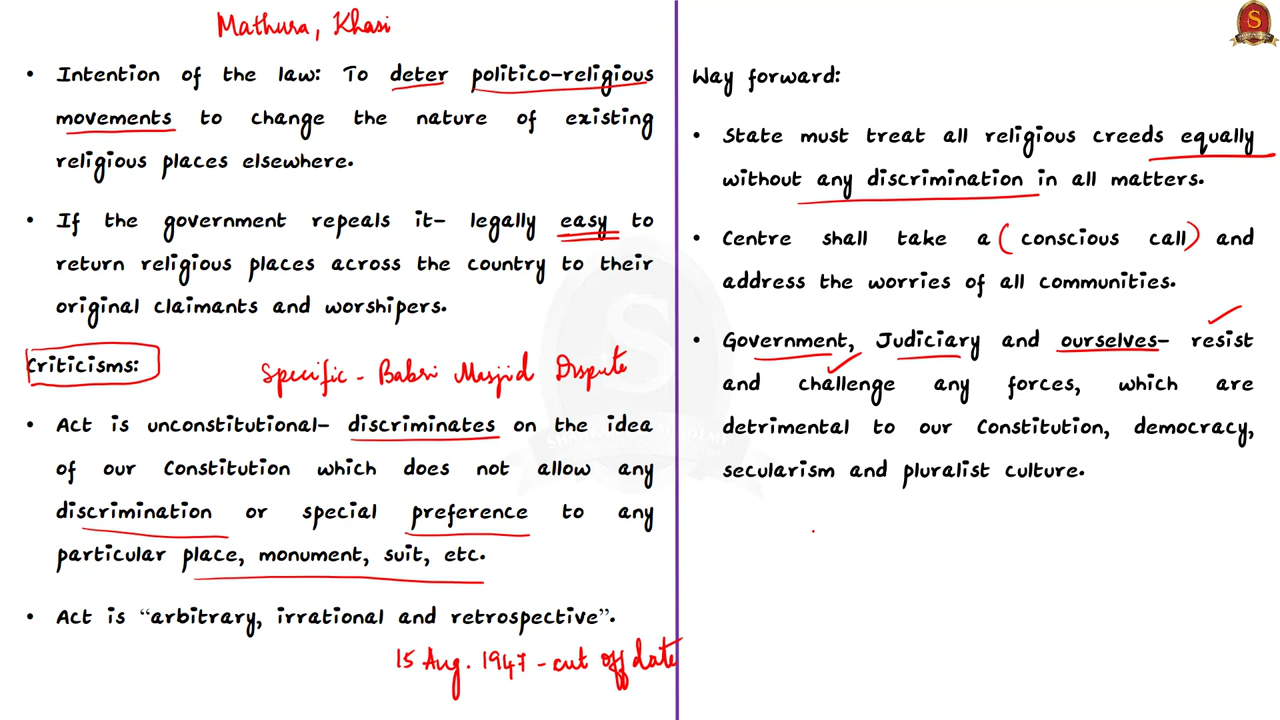 Mathura, Khasi
• Intention of the law: To deter politico-religious
movements to change the nature of existing
religious places elsewhere.
• If the government repeals it- legally easy to
return religious places across the country to their
original claimants and worshipers.
Criticisms:
Specific - Babri Masjid Dispute
• Act is unconstitutional- discriminates on the idea
of our Constitution which does not allow any
discrimination or special preference to any
particular place, monument, suit, etc.
• Act is “arbitrary, irrational and retrospective”.
15 Aug. 1947 - cut off date
Way forward:
• State must treat all religious creeds equally
without any discrimination in all matters.
• Centre shall take a (conscious call) and
address the worries of all communities.
• Government, Judiciary and ourselves- resist
and challenge any forces, which are
detrimental to our Constitution, democracy,
secularism and pluralist culture.
S